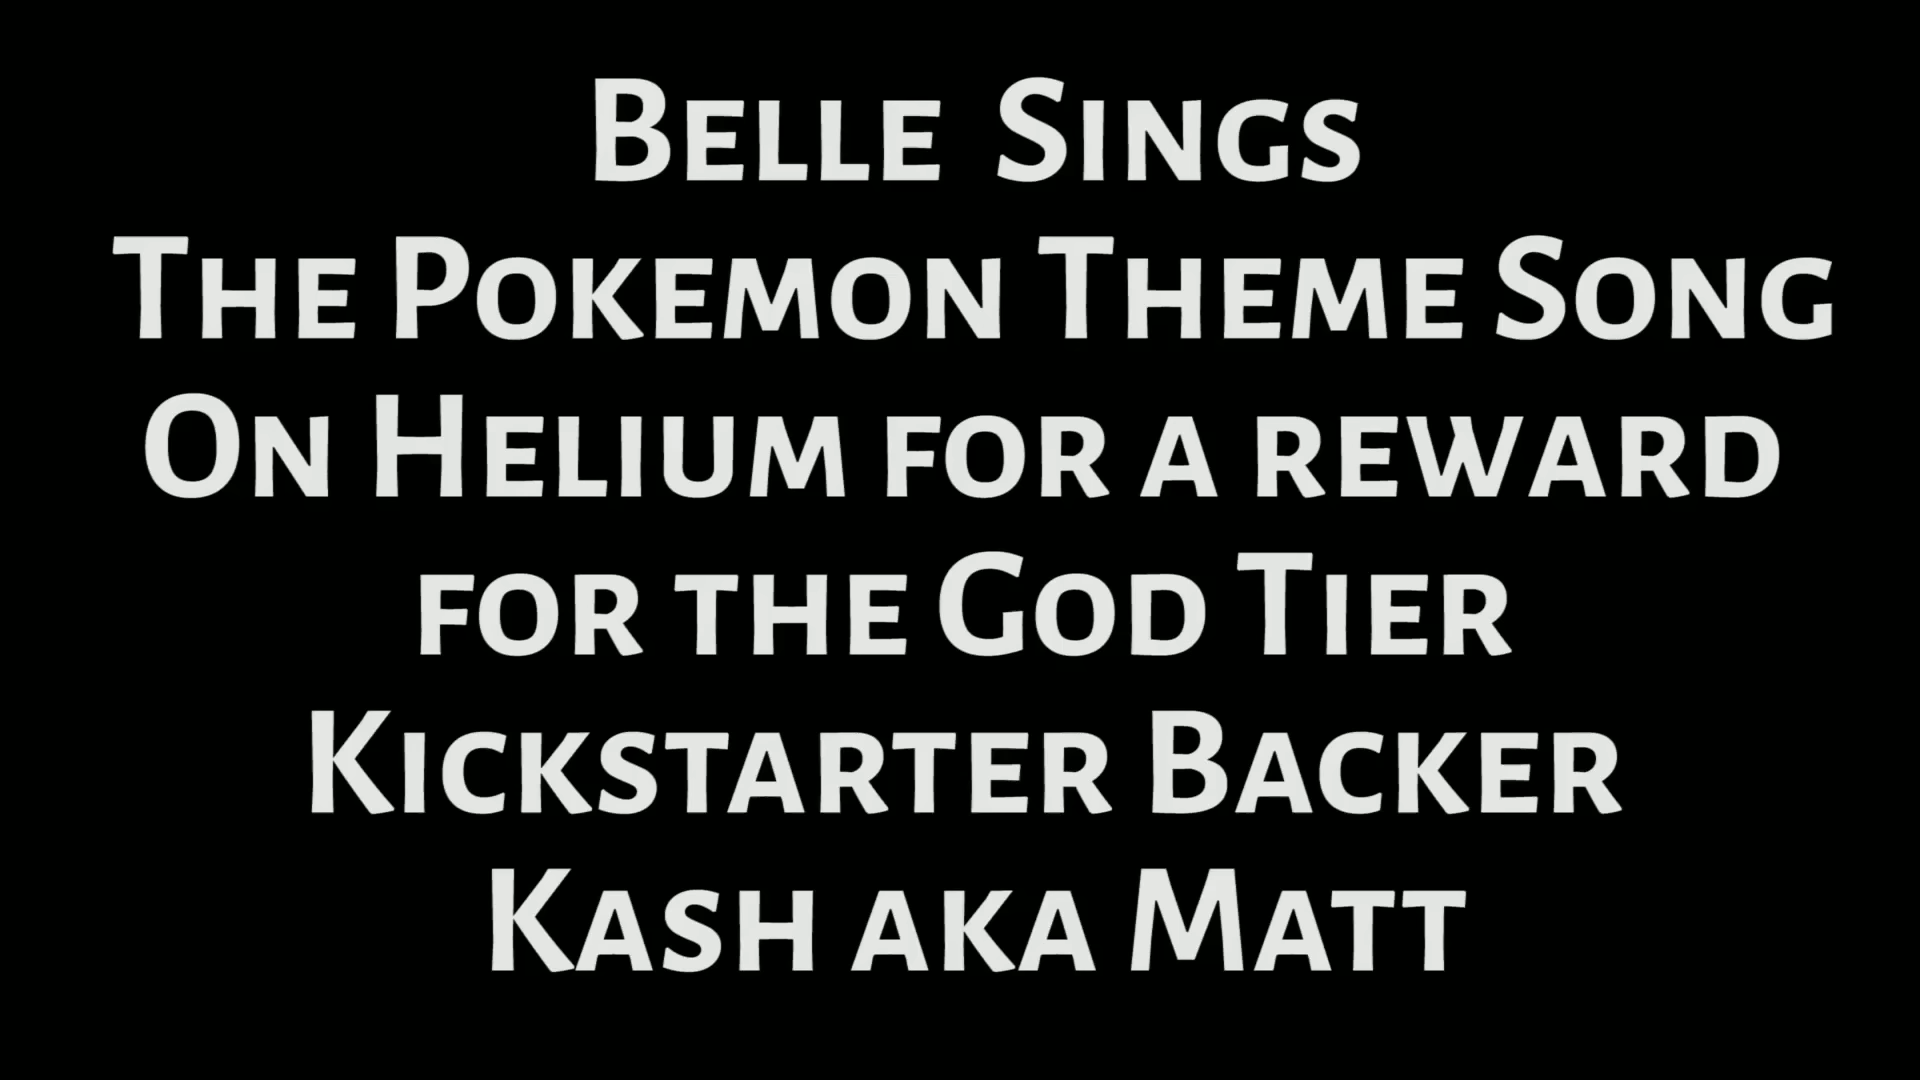 Belle Sings
The Pokemon Theme Song
On Helium for a reward
for the God Tier
Kickstarter Backer
Kash aka Matt